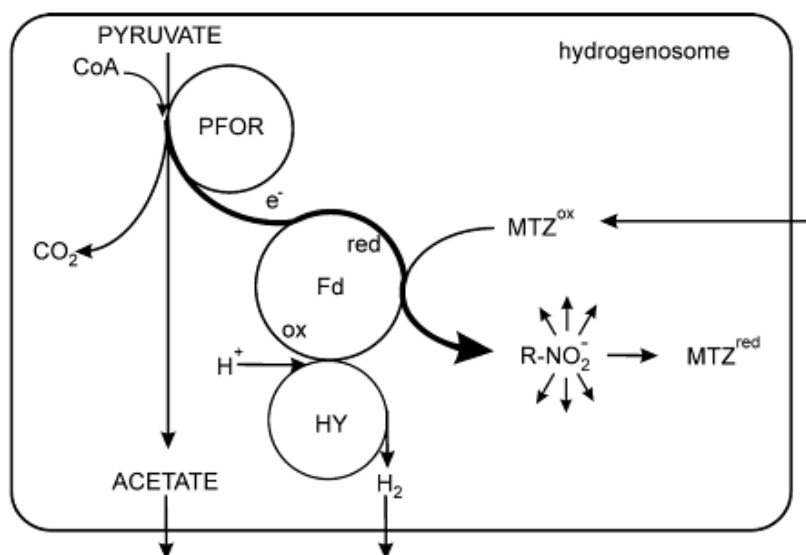 PYRUVATE
hydrogenosome
CoA
PFOR
e⁻
CO₂
red
MTZᵒˣ
Fd
ox
H⁺
R-NO₂⁻
MTZʳᵉᵈ
HY
ACETATE
H₂